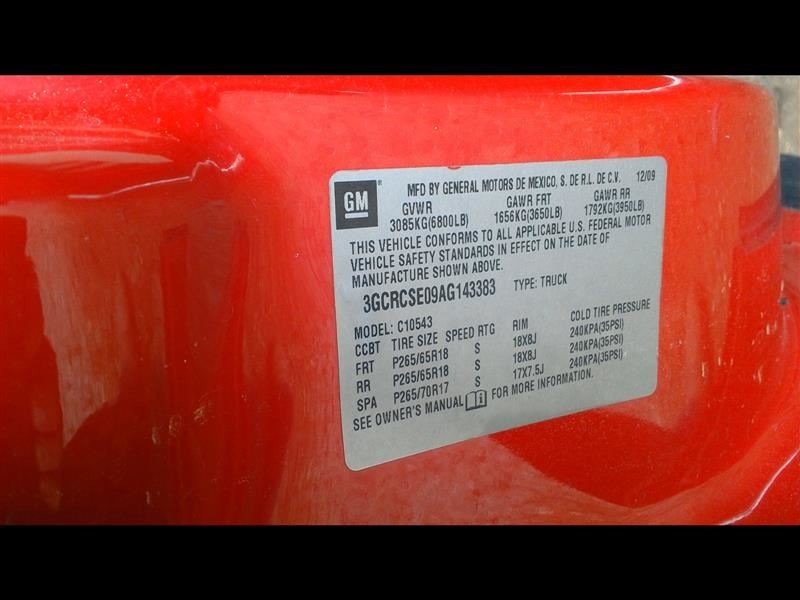 GM ® MFD BY GENERAL MOTORS DE MEXICO, S. DE R.L. DE C.V. 12/09
GVWR GAWR FRT GAWR RR
3085KG(6800LB) 1656KG(3650LB) 1792KG(3950LB)
THIS VEHICLE CONFORMS TO ALL APPLICABLE U.S. FEDERAL MOTOR
VEHICLE SAFETY STANDARDS IN EFFECT ON THE DATE OF
MANUFACTURE SHOWN ABOVE.
3GCRCSE09AG143383 TYPE: TRUCK
MODEL: C10543
CCBT TIRE SIZE SPEED RTG RIM COLD TIRE PRESSURE
FRT P265/65R18 S 18X8J 240KPA(35PSI)
RR P265/65R18 S 18X8J 240KPA(35PSI)
SPA P265/70R17 S 17X7.5J 240KPA(35PSI)
SEE OWNER'S MANUAL FOR MORE INFORMATION.